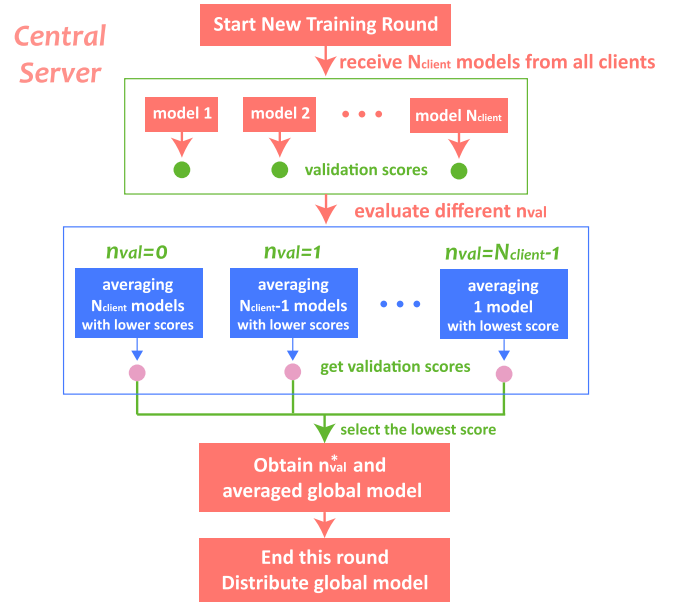 Central
Server
Start New Training Round
receive Nclient models from all clients
model 1
model 2
model Nclient
validation scores
evaluate different nval
nval=0
nval=1
nval=Nclient-1
averaging
Nclient models
with lower scores
averaging
Nclient-1 models
with lower scores
averaging
1 model
with lowest score
get validation scores
select the lowest score
Obtain n*val and
averaged global model
End this round
Distribute global model